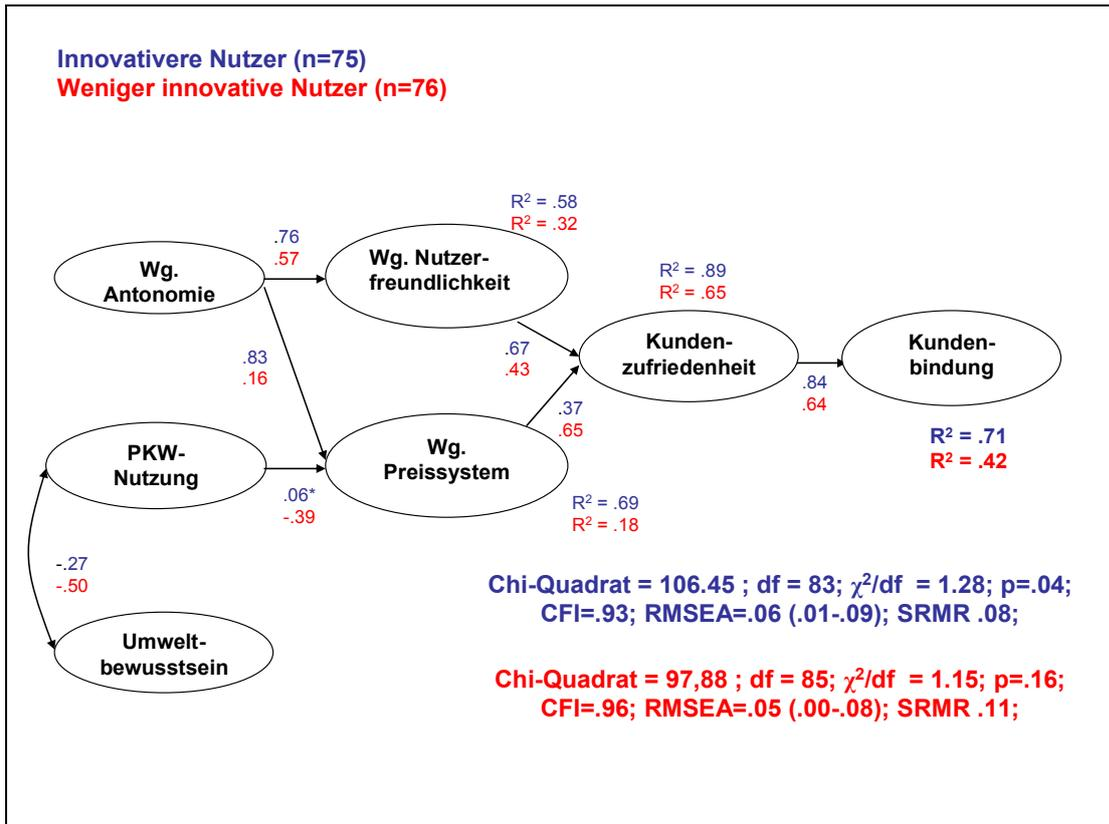 Innovativere Nutzer (n=75)
Weniger innovative Nutzer (n=76)
R² = .58
R² = .32
.76
.57
Wg.
Antonomie
Wg. Nutzer-
freundlichkeit
R² = .89
R² = .65
.83
.16
.67
.43
Kunden-
zufriedenheit
.84
.64
Kunden-
bindung
R² = .71
R² = .42
.37
.65
PKW-
Nutzung
.06*
-.39
Wg.
Preissystem
R² = .69
R² = .18
-.27
-.50
Umwelt-
bewusstsein
Chi-Quadrat = 106.45 ; df = 83; χ²/df = 1.28; p=.04;
CFI=.93; RMSEA=.06 (.01-.09); SRMR .08;
Chi-Quadrat = 97,88 ; df = 85; χ²/df = 1.15; p=.16;
CFI=.96; RMSEA=.05 (.00-.08); SRMR .11;